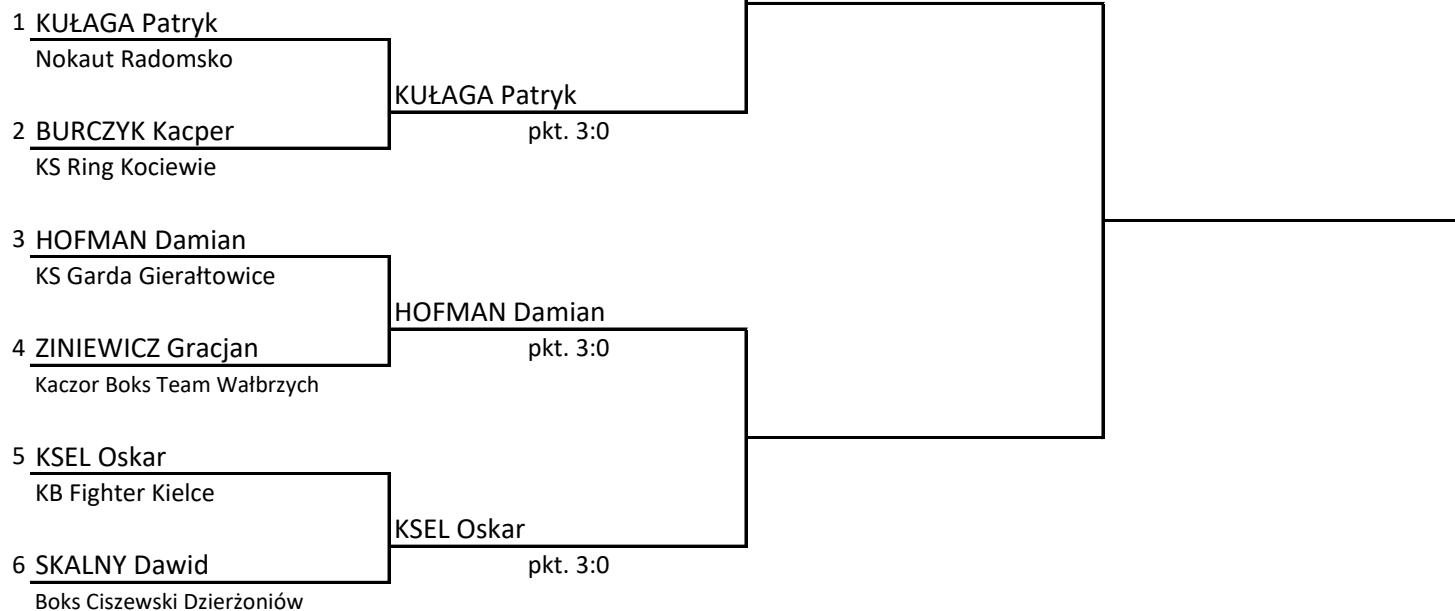 1 KUŁAGA Patryk
Nokaut Radomsko
KUŁAGA Patryk
2 BURCZYK Kacper
pkt. 3:0
KS Ring Kociewie
3 HOFMAN Damian
KS Garda Gierałtowice
HOFMAN Damian
4 ZINIEWICZ Gracjan
pkt. 3:0
Kaczor Boks Team Wałbrzych
5 KSEL Oskar
KB Fighter Kielce
KSEL Oskar
6 SKALNY Dawid
pkt. 3:0
Boks Ciszewski Dzierżoniów